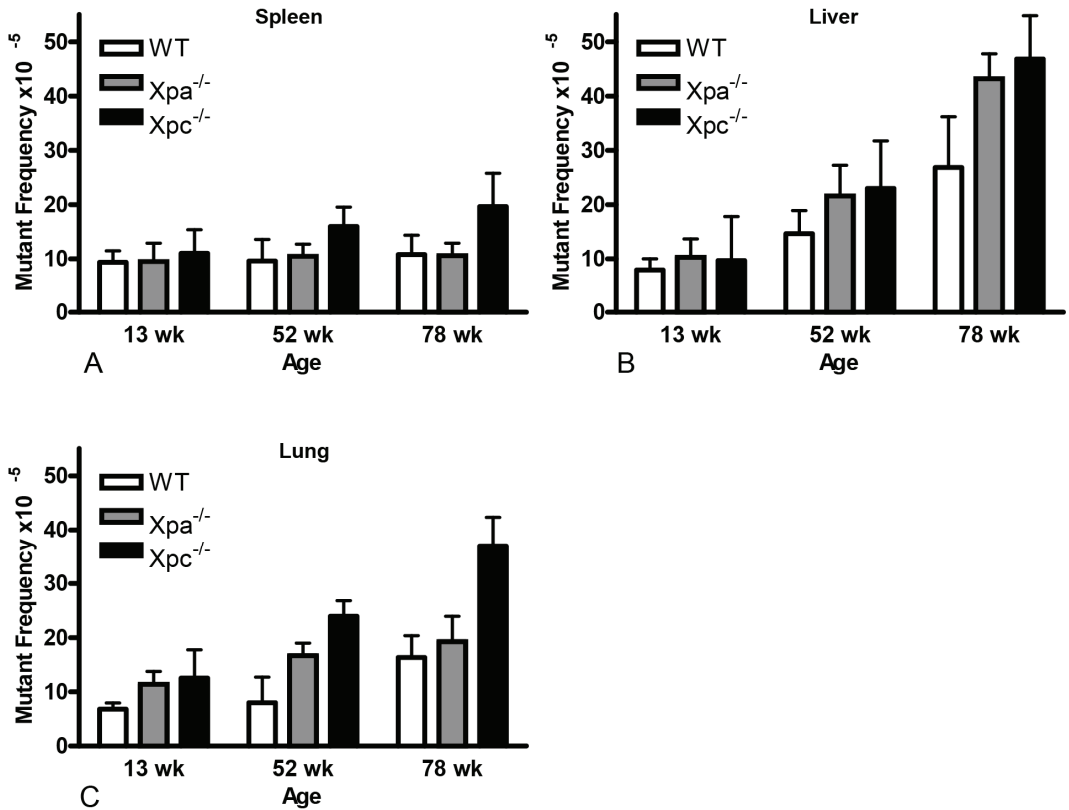 Spleen
Mutant Frequency x10 -5
50
40
30
20
10
0
WT
Xpa-/-
Xpc-/-
13 wk 52 wk 78 wk
Age
A
Liver
Mutant Frequency x10 -5
50
40
30
20
10
0
WT
Xpa-/-
Xpc-/-
13 wk 52 wk 78 wk
Age
B
Lung
Mutant Frequency x10 -5
50
40
30
20
10
0
WT
Xpa-/-
Xpc-/-
13 wk 52 wk 78 wk
Age
C